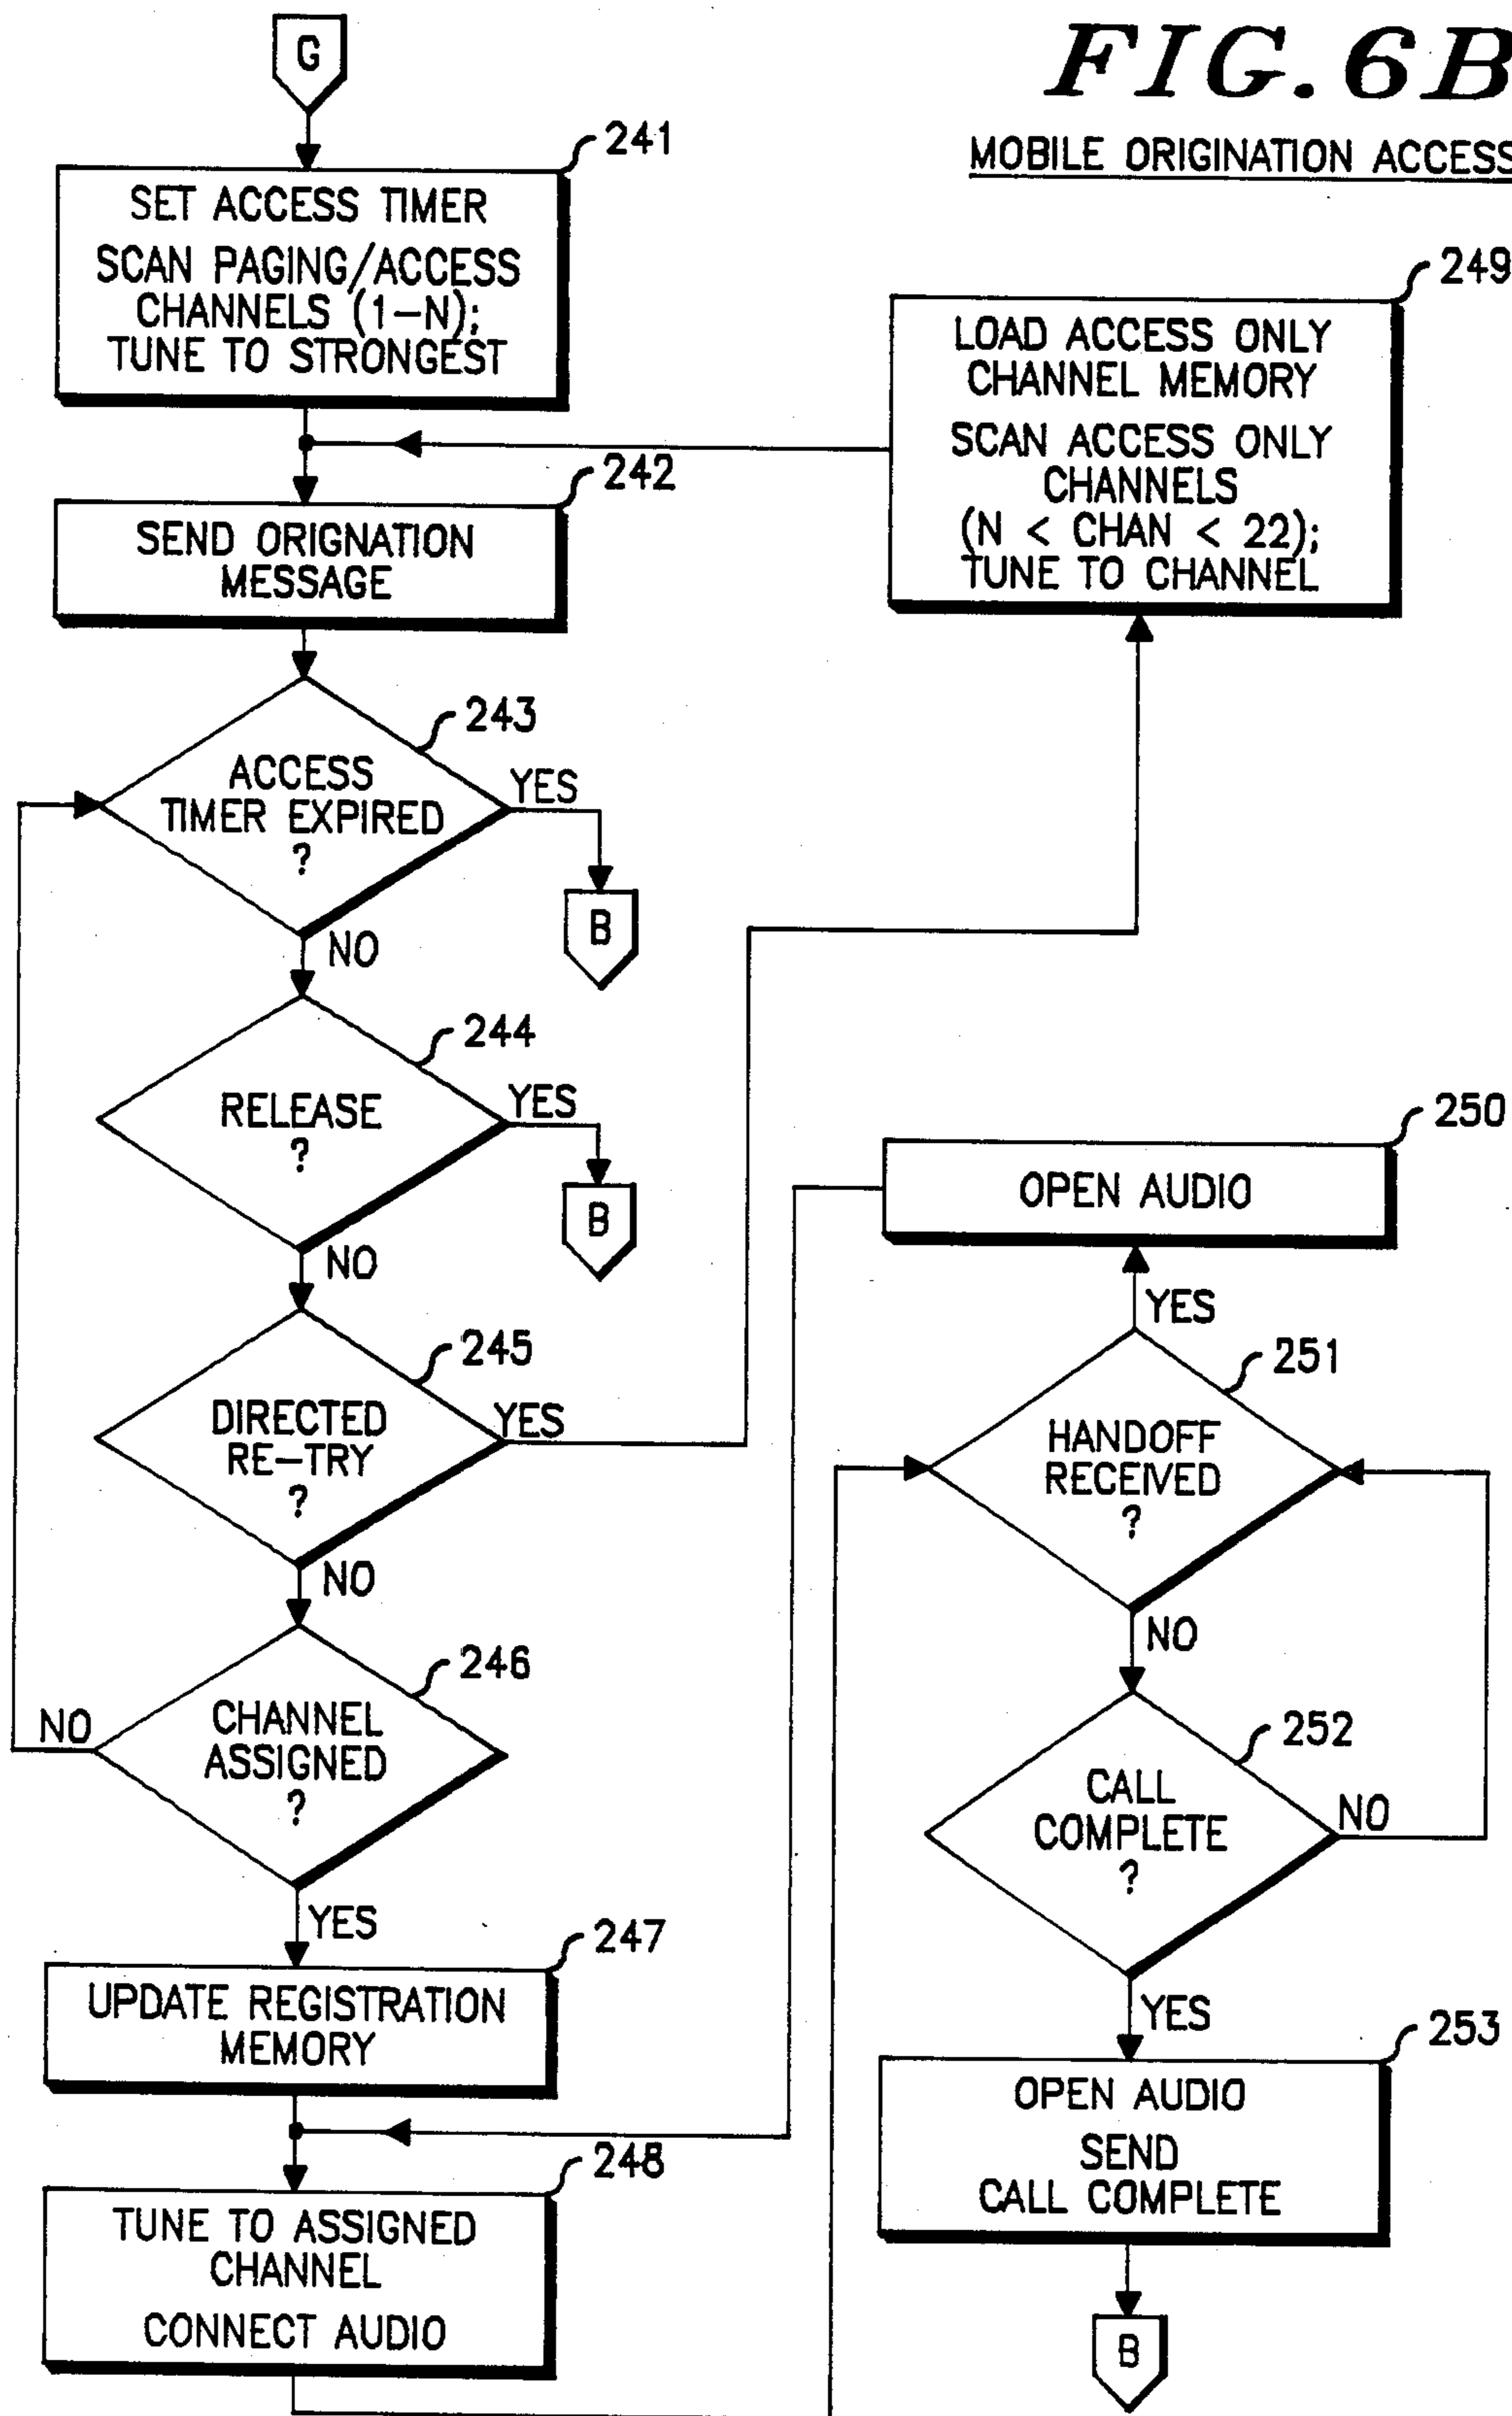 FIG. 6B
MOBILE ORIGINATION ACCESS
G
241
SET ACCESS TIMER
SCAN PAGING/ACCESS
CHANNELS (1-N);
TUNE TO STRONGEST
249
LOAD ACCESS ONLY
CHANNEL MEMORY
SCAN ACCESS ONLY
CHANNELS
(N < CHAN < 22);
TUNE TO CHANNEL
242
SEND ORIGNATION
MESSAGE
243
ACCESS
TIMER EXPIRED
?
YES
B
NO
244
RELEASE
?
YES
B
NO
245
DIRECTED
RE-TRY
?
YES
NO
246
CHANNEL
ASSIGNED
?
NO
YES
247
UPDATE REGISTRATION
MEMORY
248
TUNE TO ASSIGNED
CHANNEL
CONNECT AUDIO
250
OPEN AUDIO
YES
251
HANDOFF
RECEIVED
?
NO
252
CALL
COMPLETE
?
NO
YES
253
OPEN AUDIO
SEND
CALL COMPLETE
B